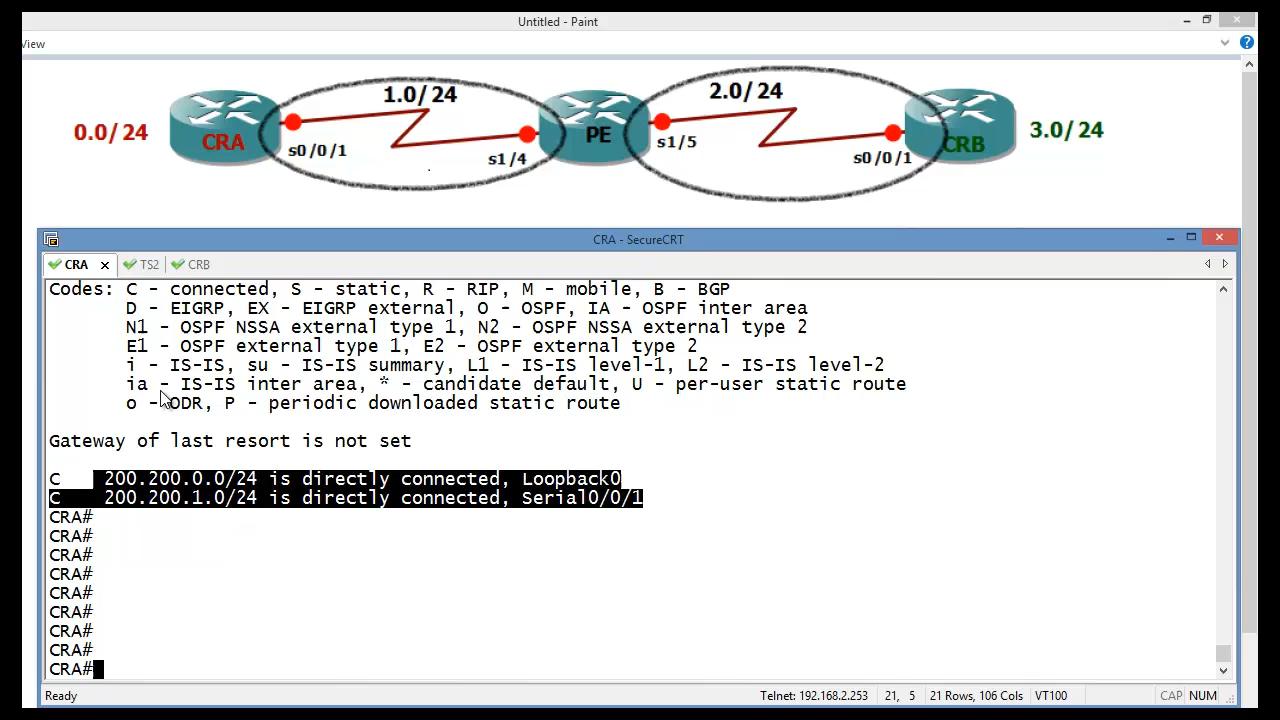 Untitled - Paint
View
1.0/24
2.0/24
0.0/24
CRA
PE
CRB
3.0/24
s0/0/1
s1/4
s1/5
s0/0/1
CRA - SecureCRT
CRA
TS2
CRB
Codes: C - connected, S - static, R - RIP, M - mobile, B - BGP
D - EIGRP, EX - EIGRP external, O - OSPF, IA - OSPF inter area
N1 - OSPF NSSA external type 1, N2 - OSPF NSSA external type 2
E1 - OSPF external type 1, E2 - OSPF external type 2
i - IS-IS, su - IS-IS summary, L1 - IS-IS level-1, L2 - IS-IS level-2
ia - IS-IS inter area, * - candidate default, U - per-user static route
o - ODR, P - periodic downloaded static route
Gateway of last resort is not set
C 200.200.0.0/24 is directly connected, Loopback0
C 200.200.1.0/24 is directly connected, Serial0/0/1
CRA#
CRA#
CRA#
CRA#
CRA#
CRA#
CRA#
CRA#
CRA#
Ready
Telnet: 192.168.2.253
21, 5
21 Rows, 106 Cols
VT100
CAP
NUM